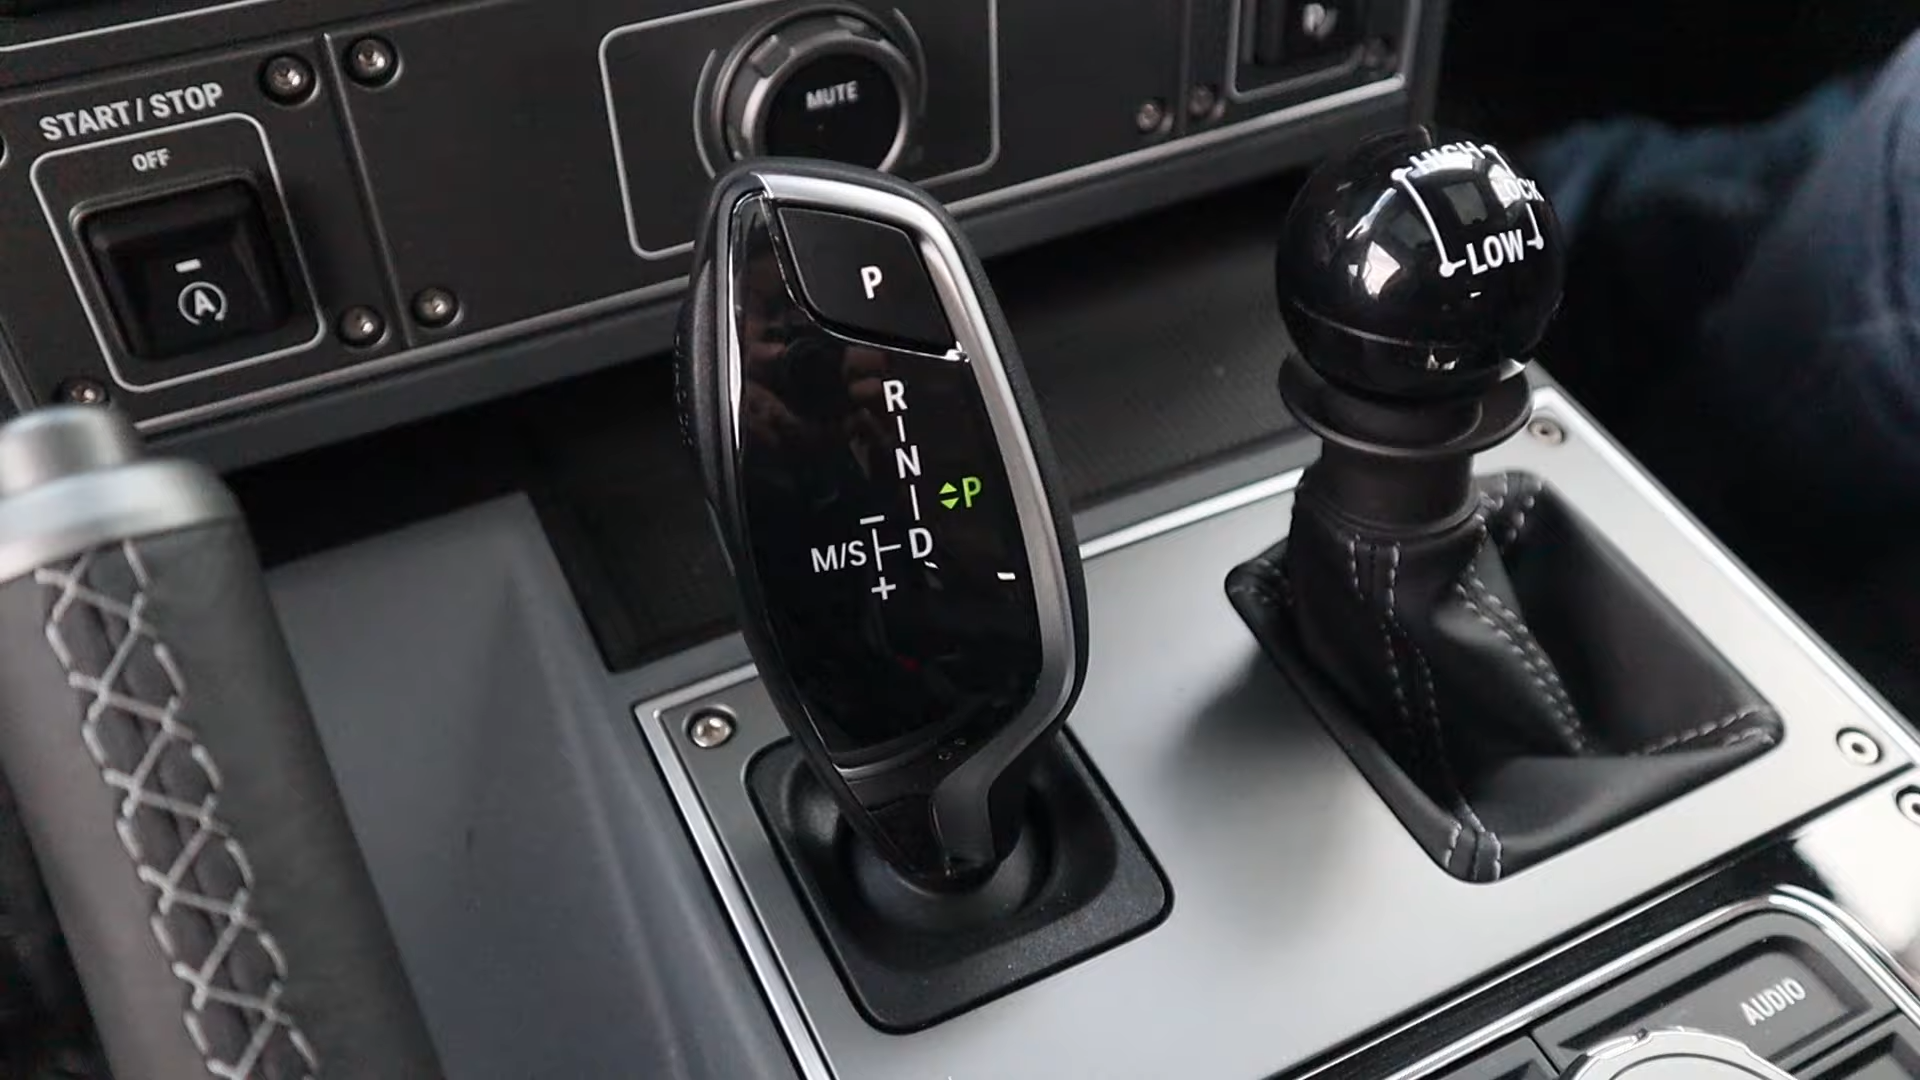 START / STOP
OFF
A
MUTE
P
R
N
P
D
M/S
−
+
HIGH
LOCK
LOW
AUDIO